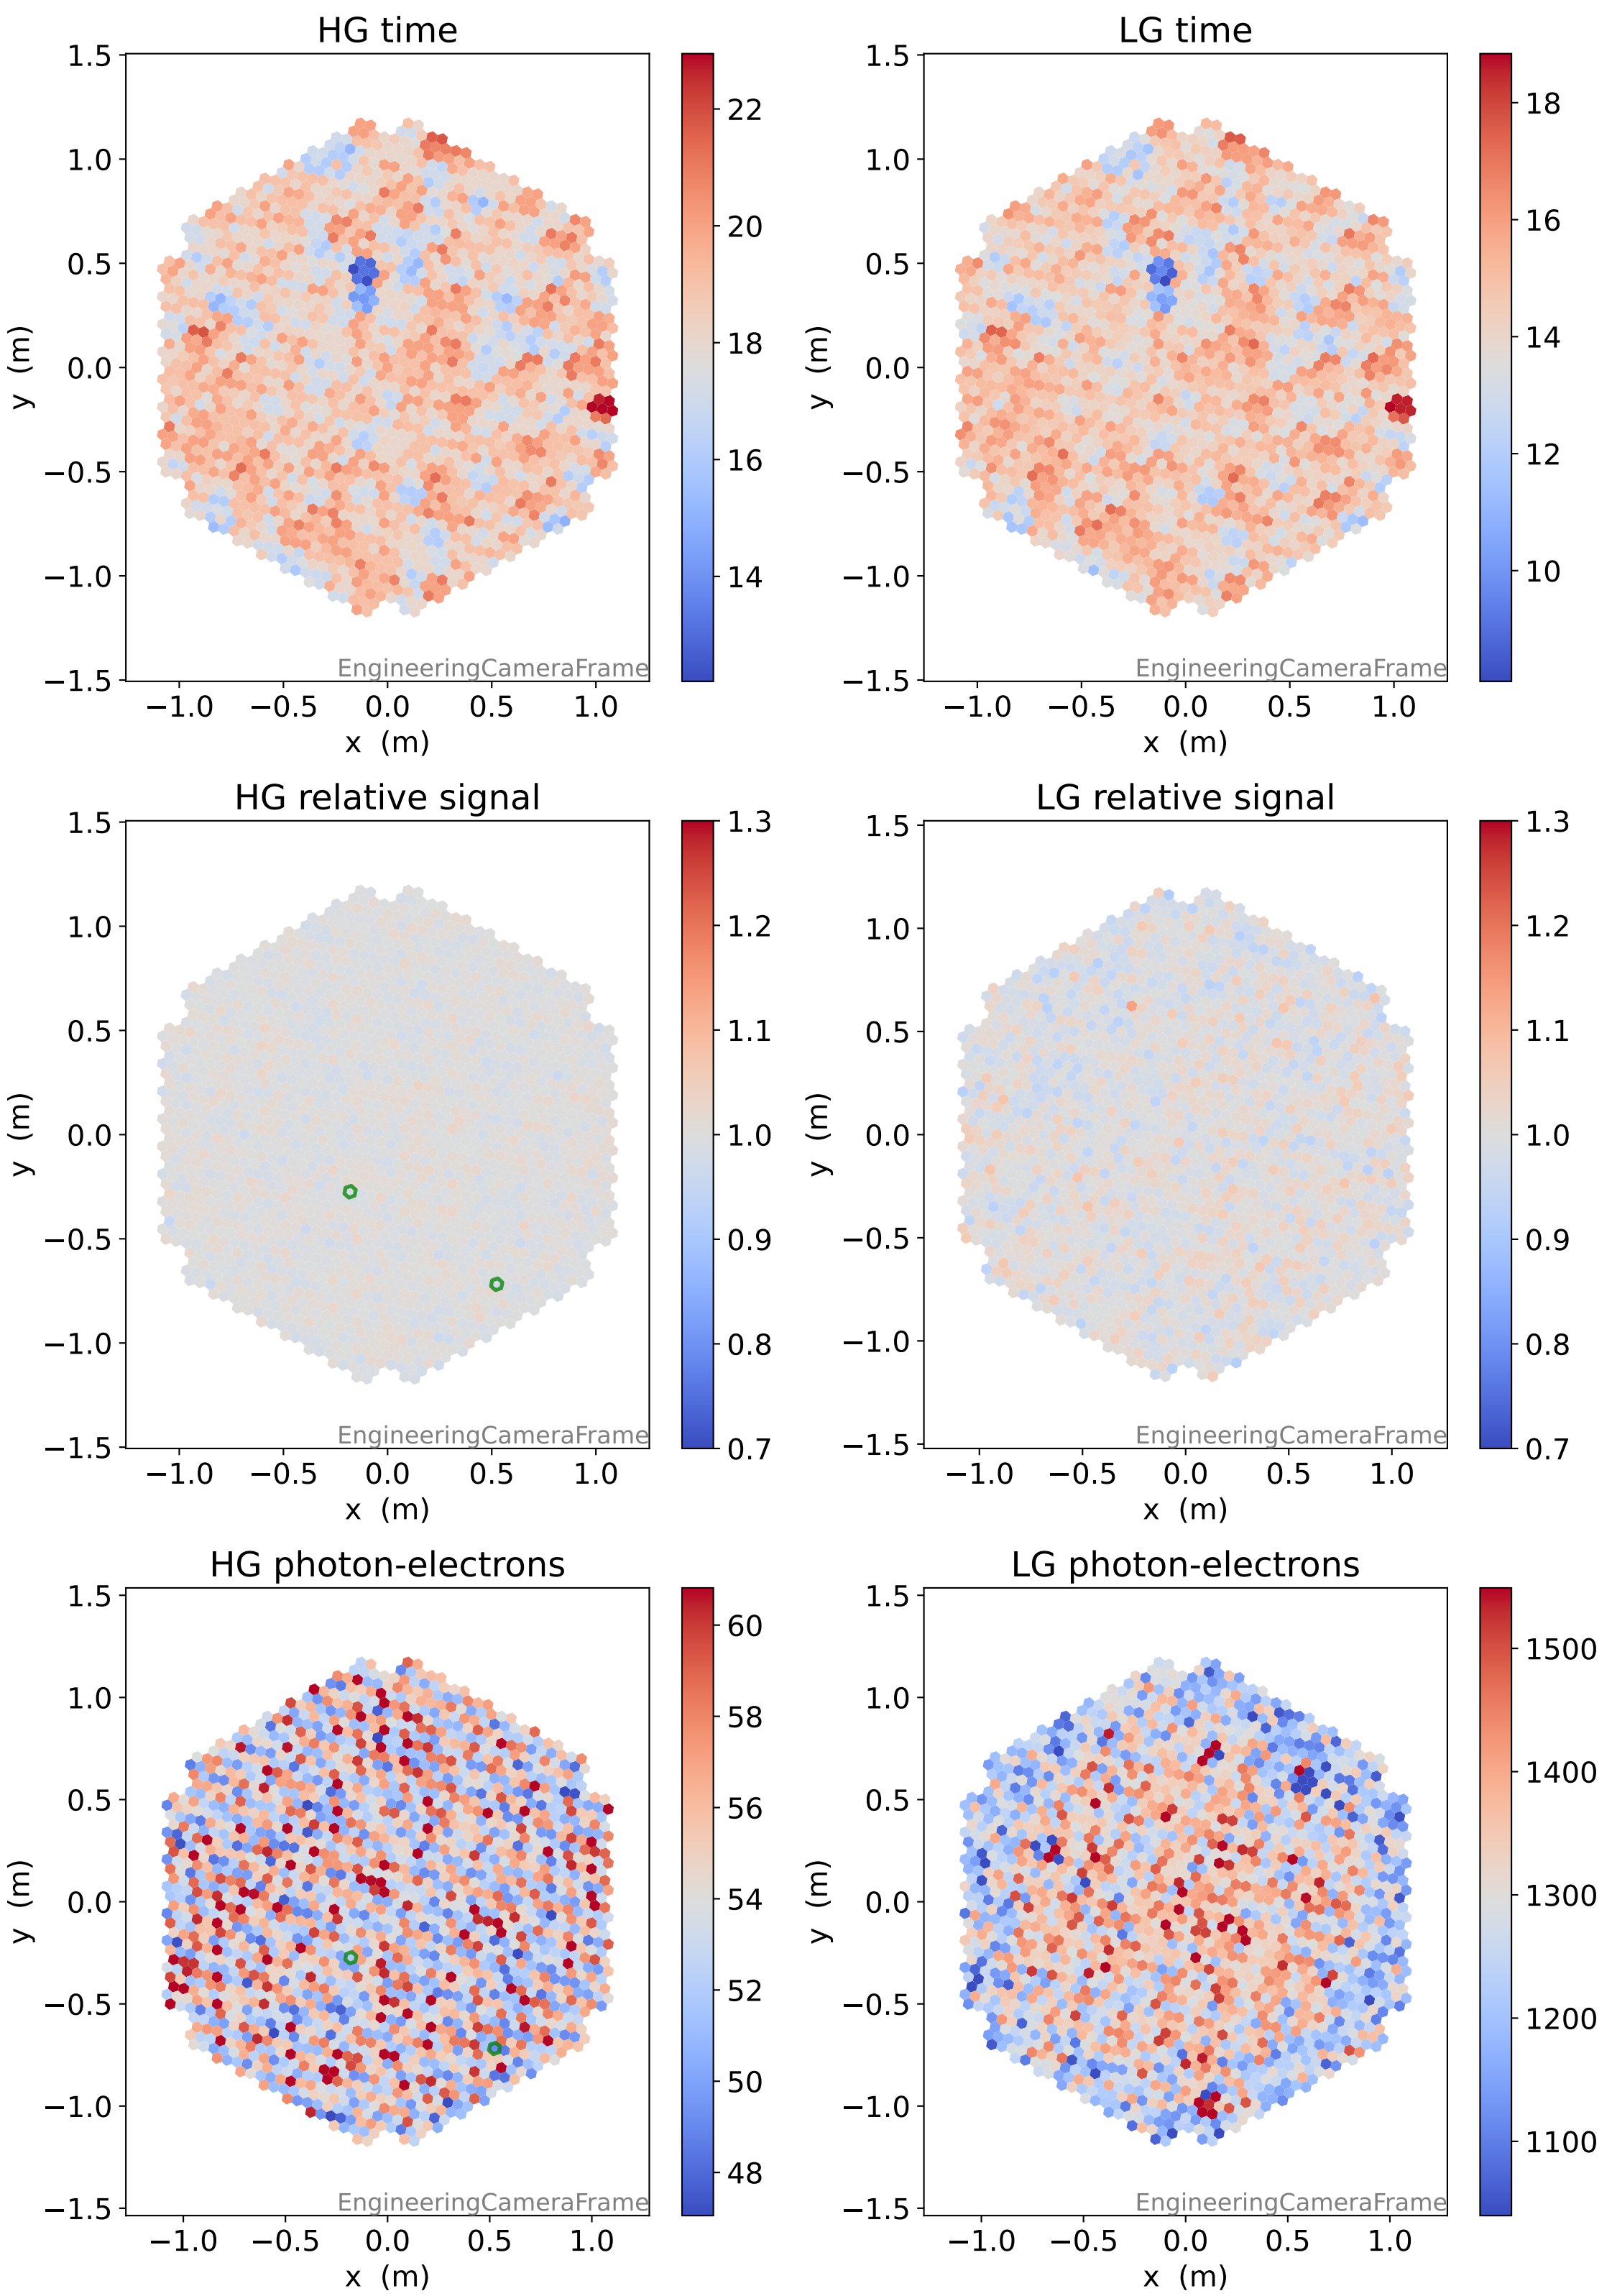 HG time
LG time
1.5
1.0
0.5
0.0
−0.5
−1.0
−1.5
y (m)
−1.0 −0.5 0.0 0.5 1.0
x (m)
EngineeringCameraFrame
22
20
18
16
14
1.5
1.0
0.5
0.0
−0.5
−1.0
−1.5
y (m)
−1.0 −0.5 0.0 0.5 1.0
x (m)
EngineeringCameraFrame
18
16
14
12
10
HG relative signal
LG relative signal
1.5
1.0
0.5
0.0
−0.5
−1.0
−1.5
y (m)
−1.0 −0.5 0.0 0.5 1.0
x (m)
EngineeringCameraFrame
1.3
1.2
1.1
1.0
0.9
0.8
0.7
1.5
1.0
0.5
0.0
−0.5
−1.0
−1.5
y (m)
−1.0 −0.5 0.0 0.5 1.0
x (m)
EngineeringCameraFrame
1.3
1.2
1.1
1.0
0.9
0.8
0.7
HG photon-electrons
LG photon-electrons
1.5
1.0
0.5
0.0
−0.5
−1.0
−1.5
y (m)
−1.0 −0.5 0.0 0.5 1.0
x (m)
EngineeringCameraFrame
60
58
56
54
52
50
48
1.5
1.0
0.5
0.0
−0.5
−1.0
−1.5
y (m)
−1.0 −0.5 0.0 0.5 1.0
x (m)
EngineeringCameraFrame
1500
1400
1300
1200
1100